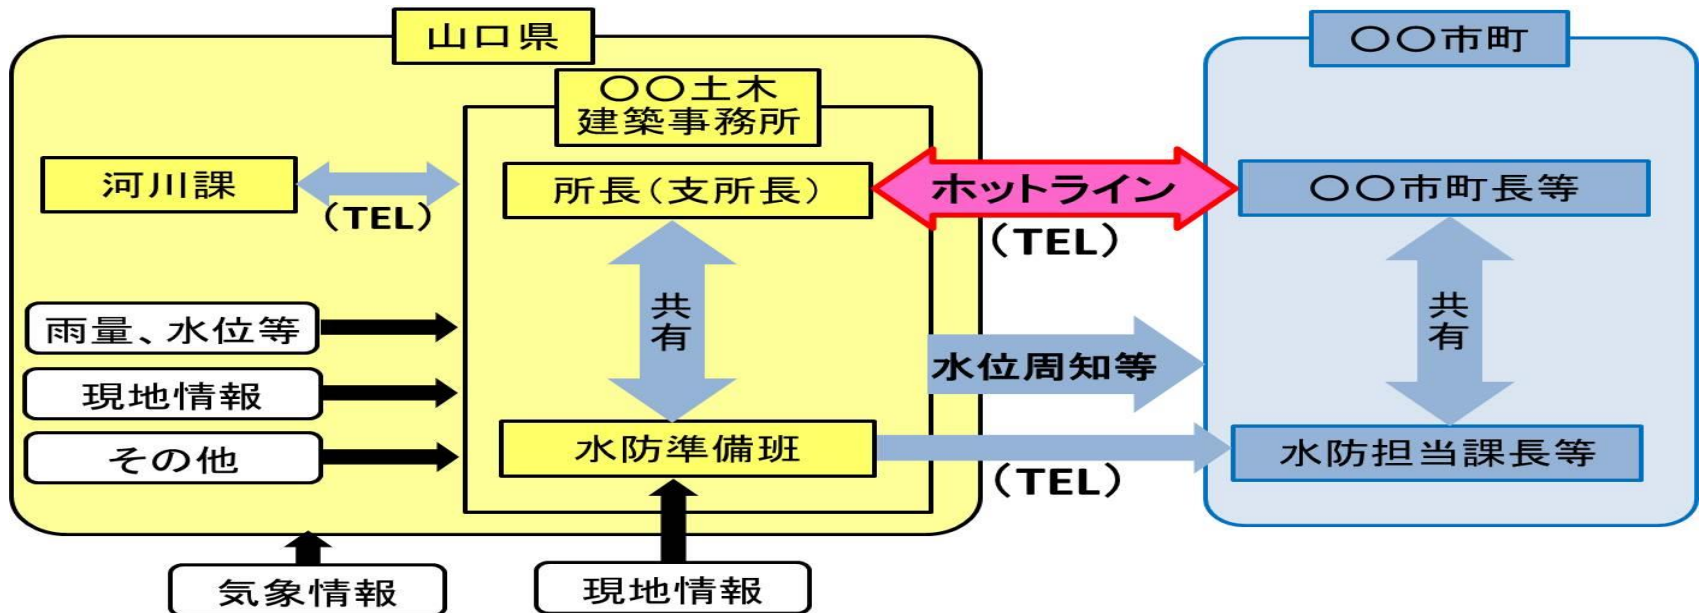 山口県
〇〇市町
〇〇土木
建築事務所
河川課
(TEL)
所長(支所長)
ホットライン
(TEL)
〇〇市町長等
雨量、水位等
現地情報
その他
共有
水位周知等
共有
水防準備班
(TEL)
水防担当課長等
気象情報
現地情報